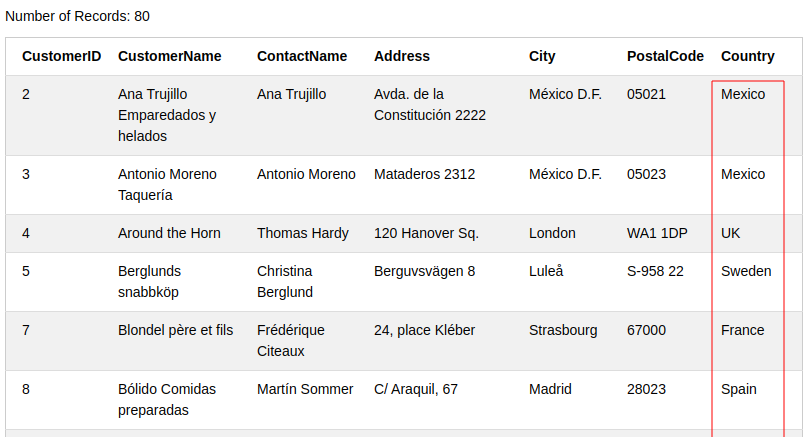 Number of Records: 80
CustomerID CustomerName ContactName Address City PostalCode Country
2 Ana Trujillo Ana Trujillo Avda. de la México D.F. 05021 Mexico
Emparedados y Constitución 2222
helados
3 Antonio Moreno Antonio Moreno Mataderos 2312 México D.F. 05023 Mexico
Taquería
4 Around the Horn Thomas Hardy 120 Hanover Sq. London WA1 1DP UK
5 Berglunds Christina Berguvsvägen 8 Luleå S-958 22 Sweden
snabbköp Berglund
7 Blondel père et fils Frédérique 24, place Kléber Strasbourg 67000 France
Citeaux
8 Bólido Comidas Martín Sommer C/ Araquil, 67 Madrid 28023 Spain
preparadas